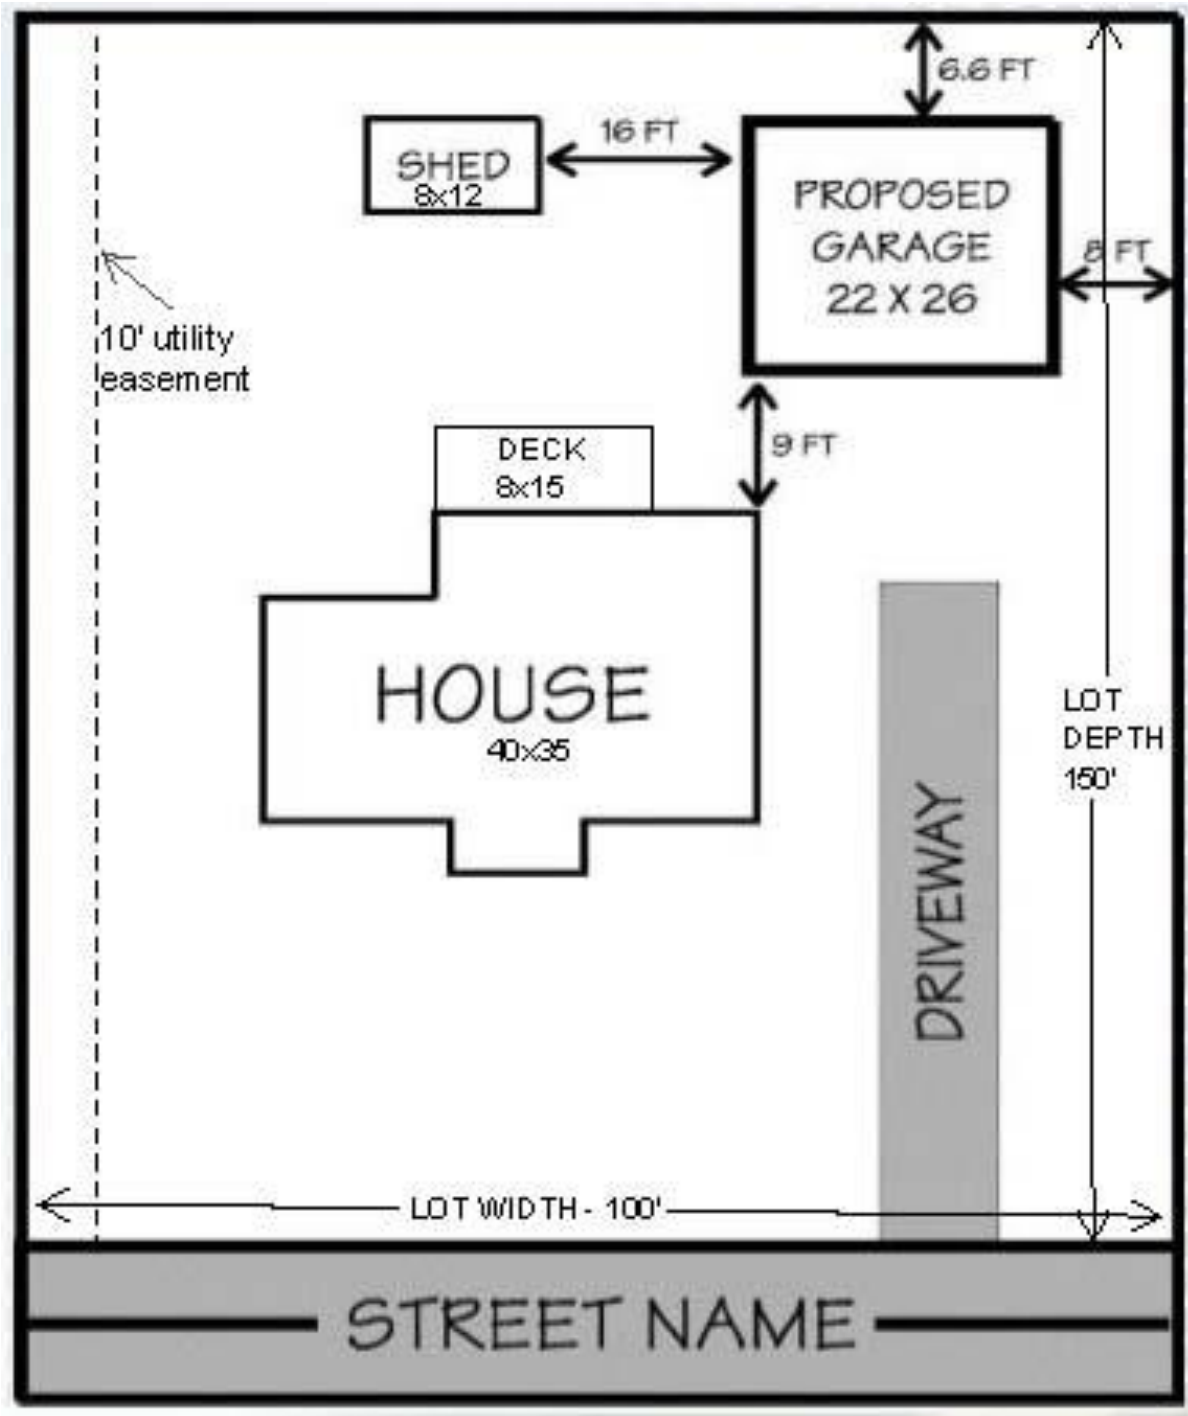 6.6 FT
16 FT
SHED
8x12
PROPOSED
GARAGE
22 X 26
8 FT
10' utility
easement
DECK
8x15
9 FT
HOUSE
40x35
LOT
DEPTH
150'
DRIVEWAY
LOT WIDTH - 100'
STREET NAME